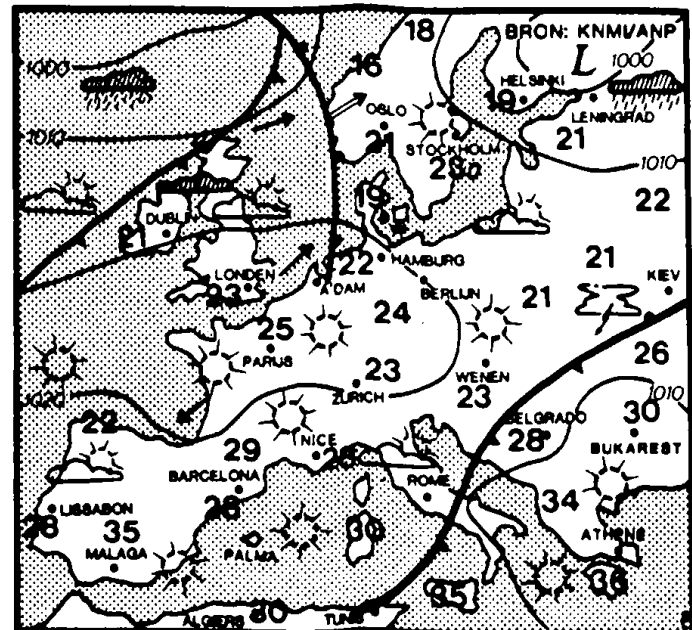 18 BRON: KNMI/ANP
1000 L 1000
16 HELSINKI
19 LENINGRAD
OSLO
21 STOCKHOLM 21
1010 1010
19 22
DUBLIN
21
22 HAMBURG 21
LONDEN A'DAM KIEV
23 BERLIJN 21
24
25
PARIJS 26
23 WENEN
ZÜRICH 23
1020 1010
22 BELGRADO 30
29 NICE 28 BUKAREST
BARCELONA
28 ROME 34
LISSABON
28 35 30 ATHENE
MALAGA PALMA
35 36
30
ALGIERS TUNIS